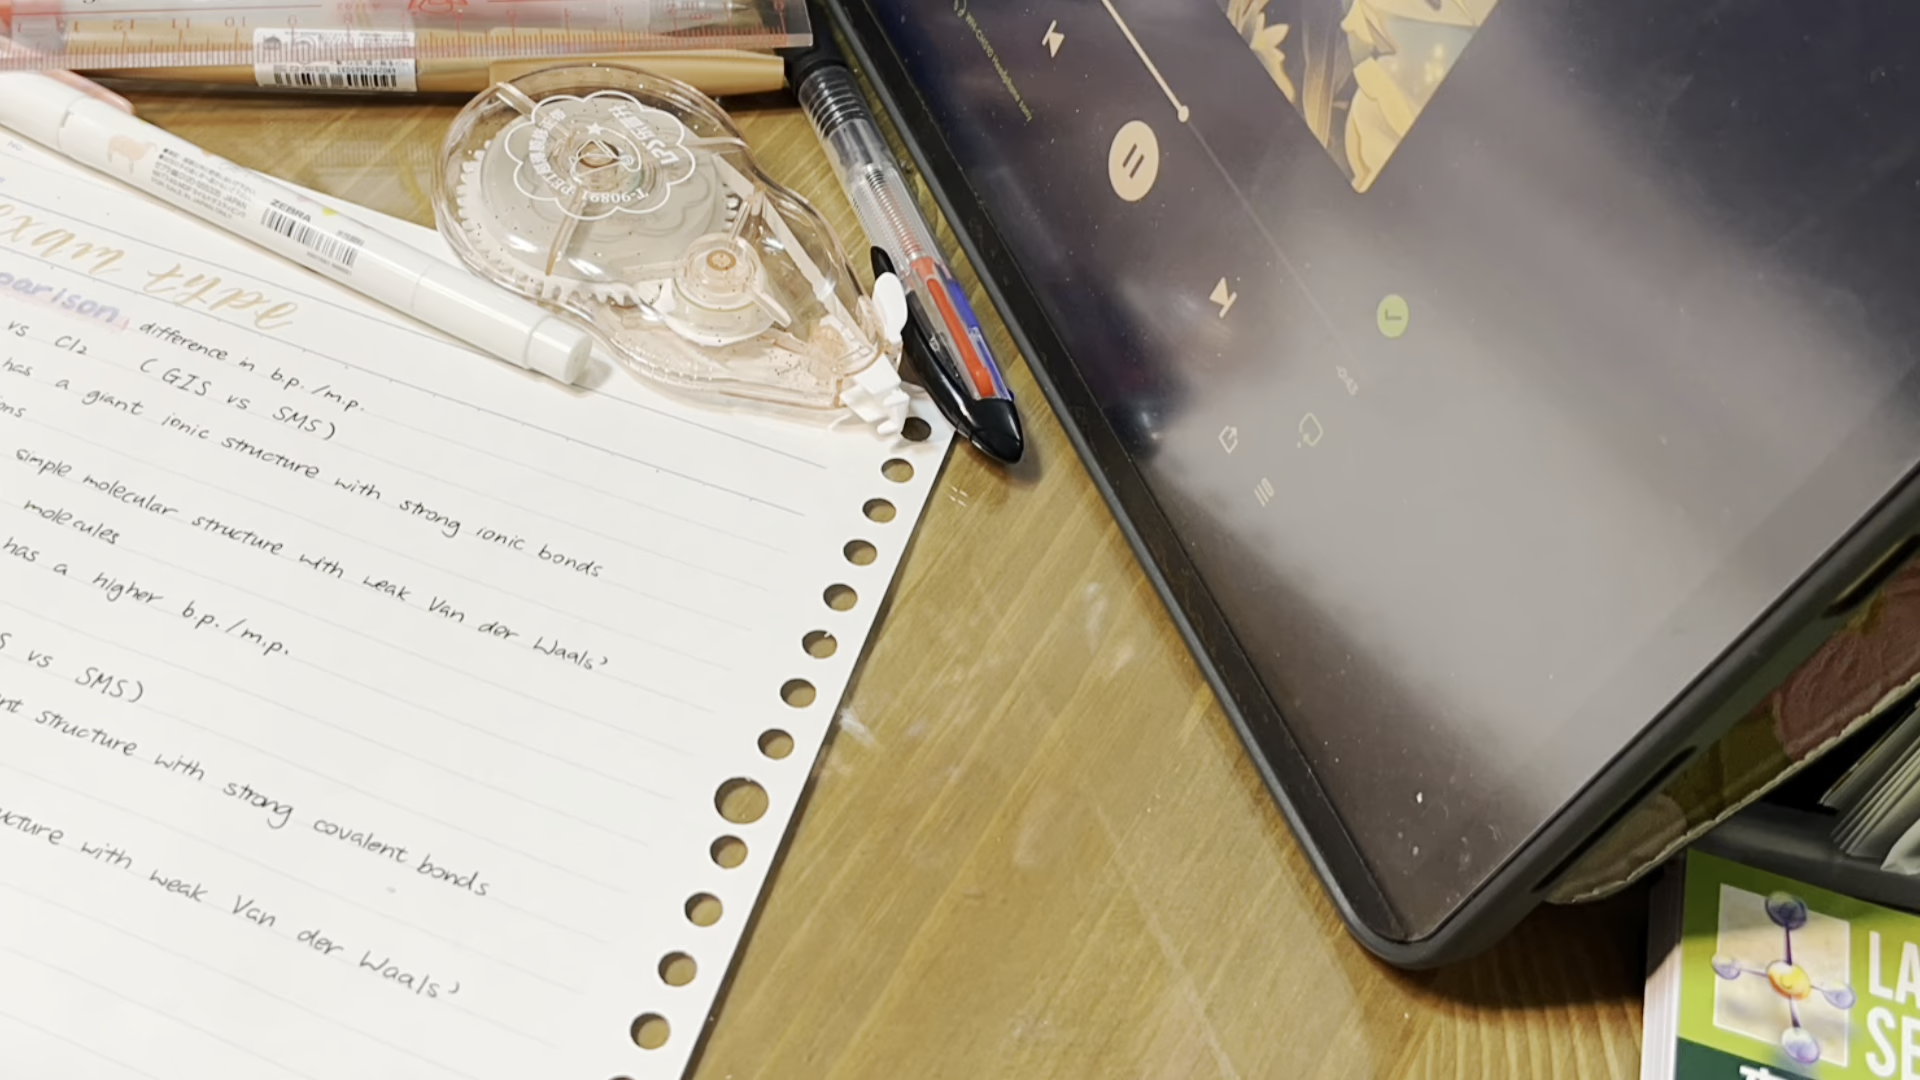 exam type
parison, difference in b.p./m.p.
vs Cl2 (GIS vs SMS)
has a giant ionic structure with strong ionic bonds
ons
simple molecular structure with weak Van der Waals'
molecules
has a higher b.p./m.p.
S vs SMS)
nt structure with strong covalent bonds
ucture with weak Van der Waals'
ZEBRA
T-90891
LA
SE